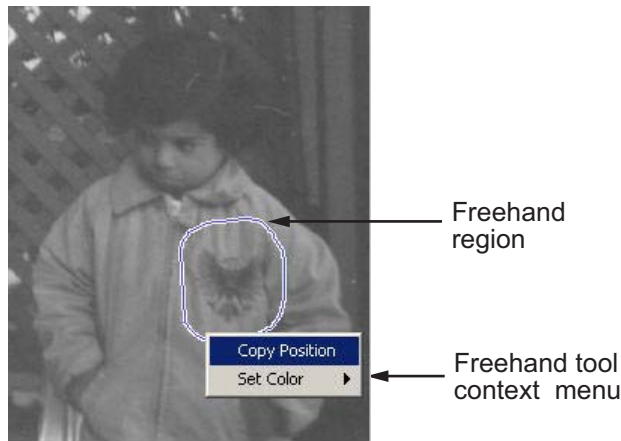 Freehand
region
Copy Position
Set Color
Freehand tool
context menu